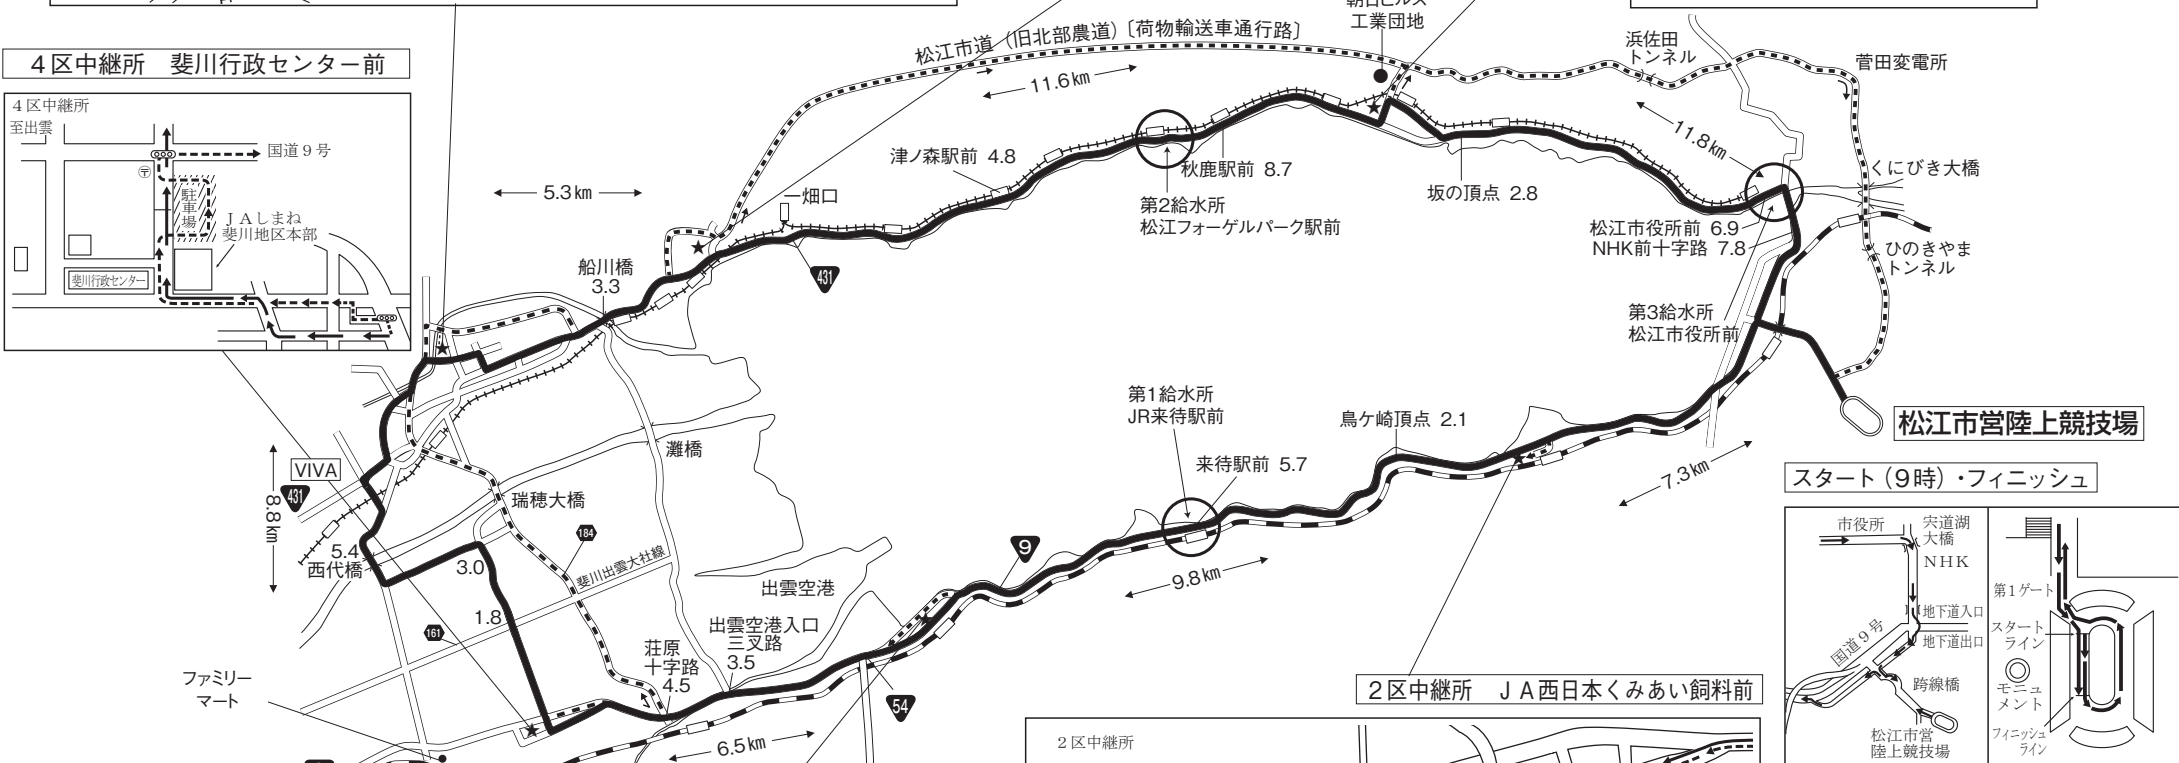 4区中継所 斐川行政センター前
4区中継所
至出雲
国道9号
〒
駐車場
JAしまね
斐川地区本部
斐川行政センター
工業団地
松江市道(旧北部農道)〔荷物輸送車通行路〕
11.6km
浜佐田
トンネル
菅田変電所
11.8km
くにびき大橋
ひのきやま
トンネル
5.3km
一畑口
津ノ森駅前 4.8
秋鹿駅前 8.7
第2給水所
松江フォーゲルパーク駅前
坂の頂点 2.8
松江市役所前 6.9
NHK前十字路 7.8
431
船川橋
3.3
第3給水所
松江市役所前
第1給水所
JR来待駅前
来待駅前 5.7
鳥ケ崎頂点 2.1
松江市営陸上競技場
7.3km
灘橋
VIVA
431
8.8km
瑞穂大橋
184
5.4
西代橋
3.0
斐川出雲大社線
9
9.8km
出雲空港
1.8
161
出雲空港入口
三叉路
3.5
荘原
十字路
4.5
54
ファミリー
マート
6.5km
2区中継所 JA西日本くみあい飼料前
2区中継所
スタート(9時)・フィニッシュ
市役所
宍道湖
大橋
NHK
地下道入口
地下道出口
国道9号
跨線橋
松江市営
陸上競技場
第1ゲート
スタート
ライン
モニュ
メント
フィニッシュ
ライン